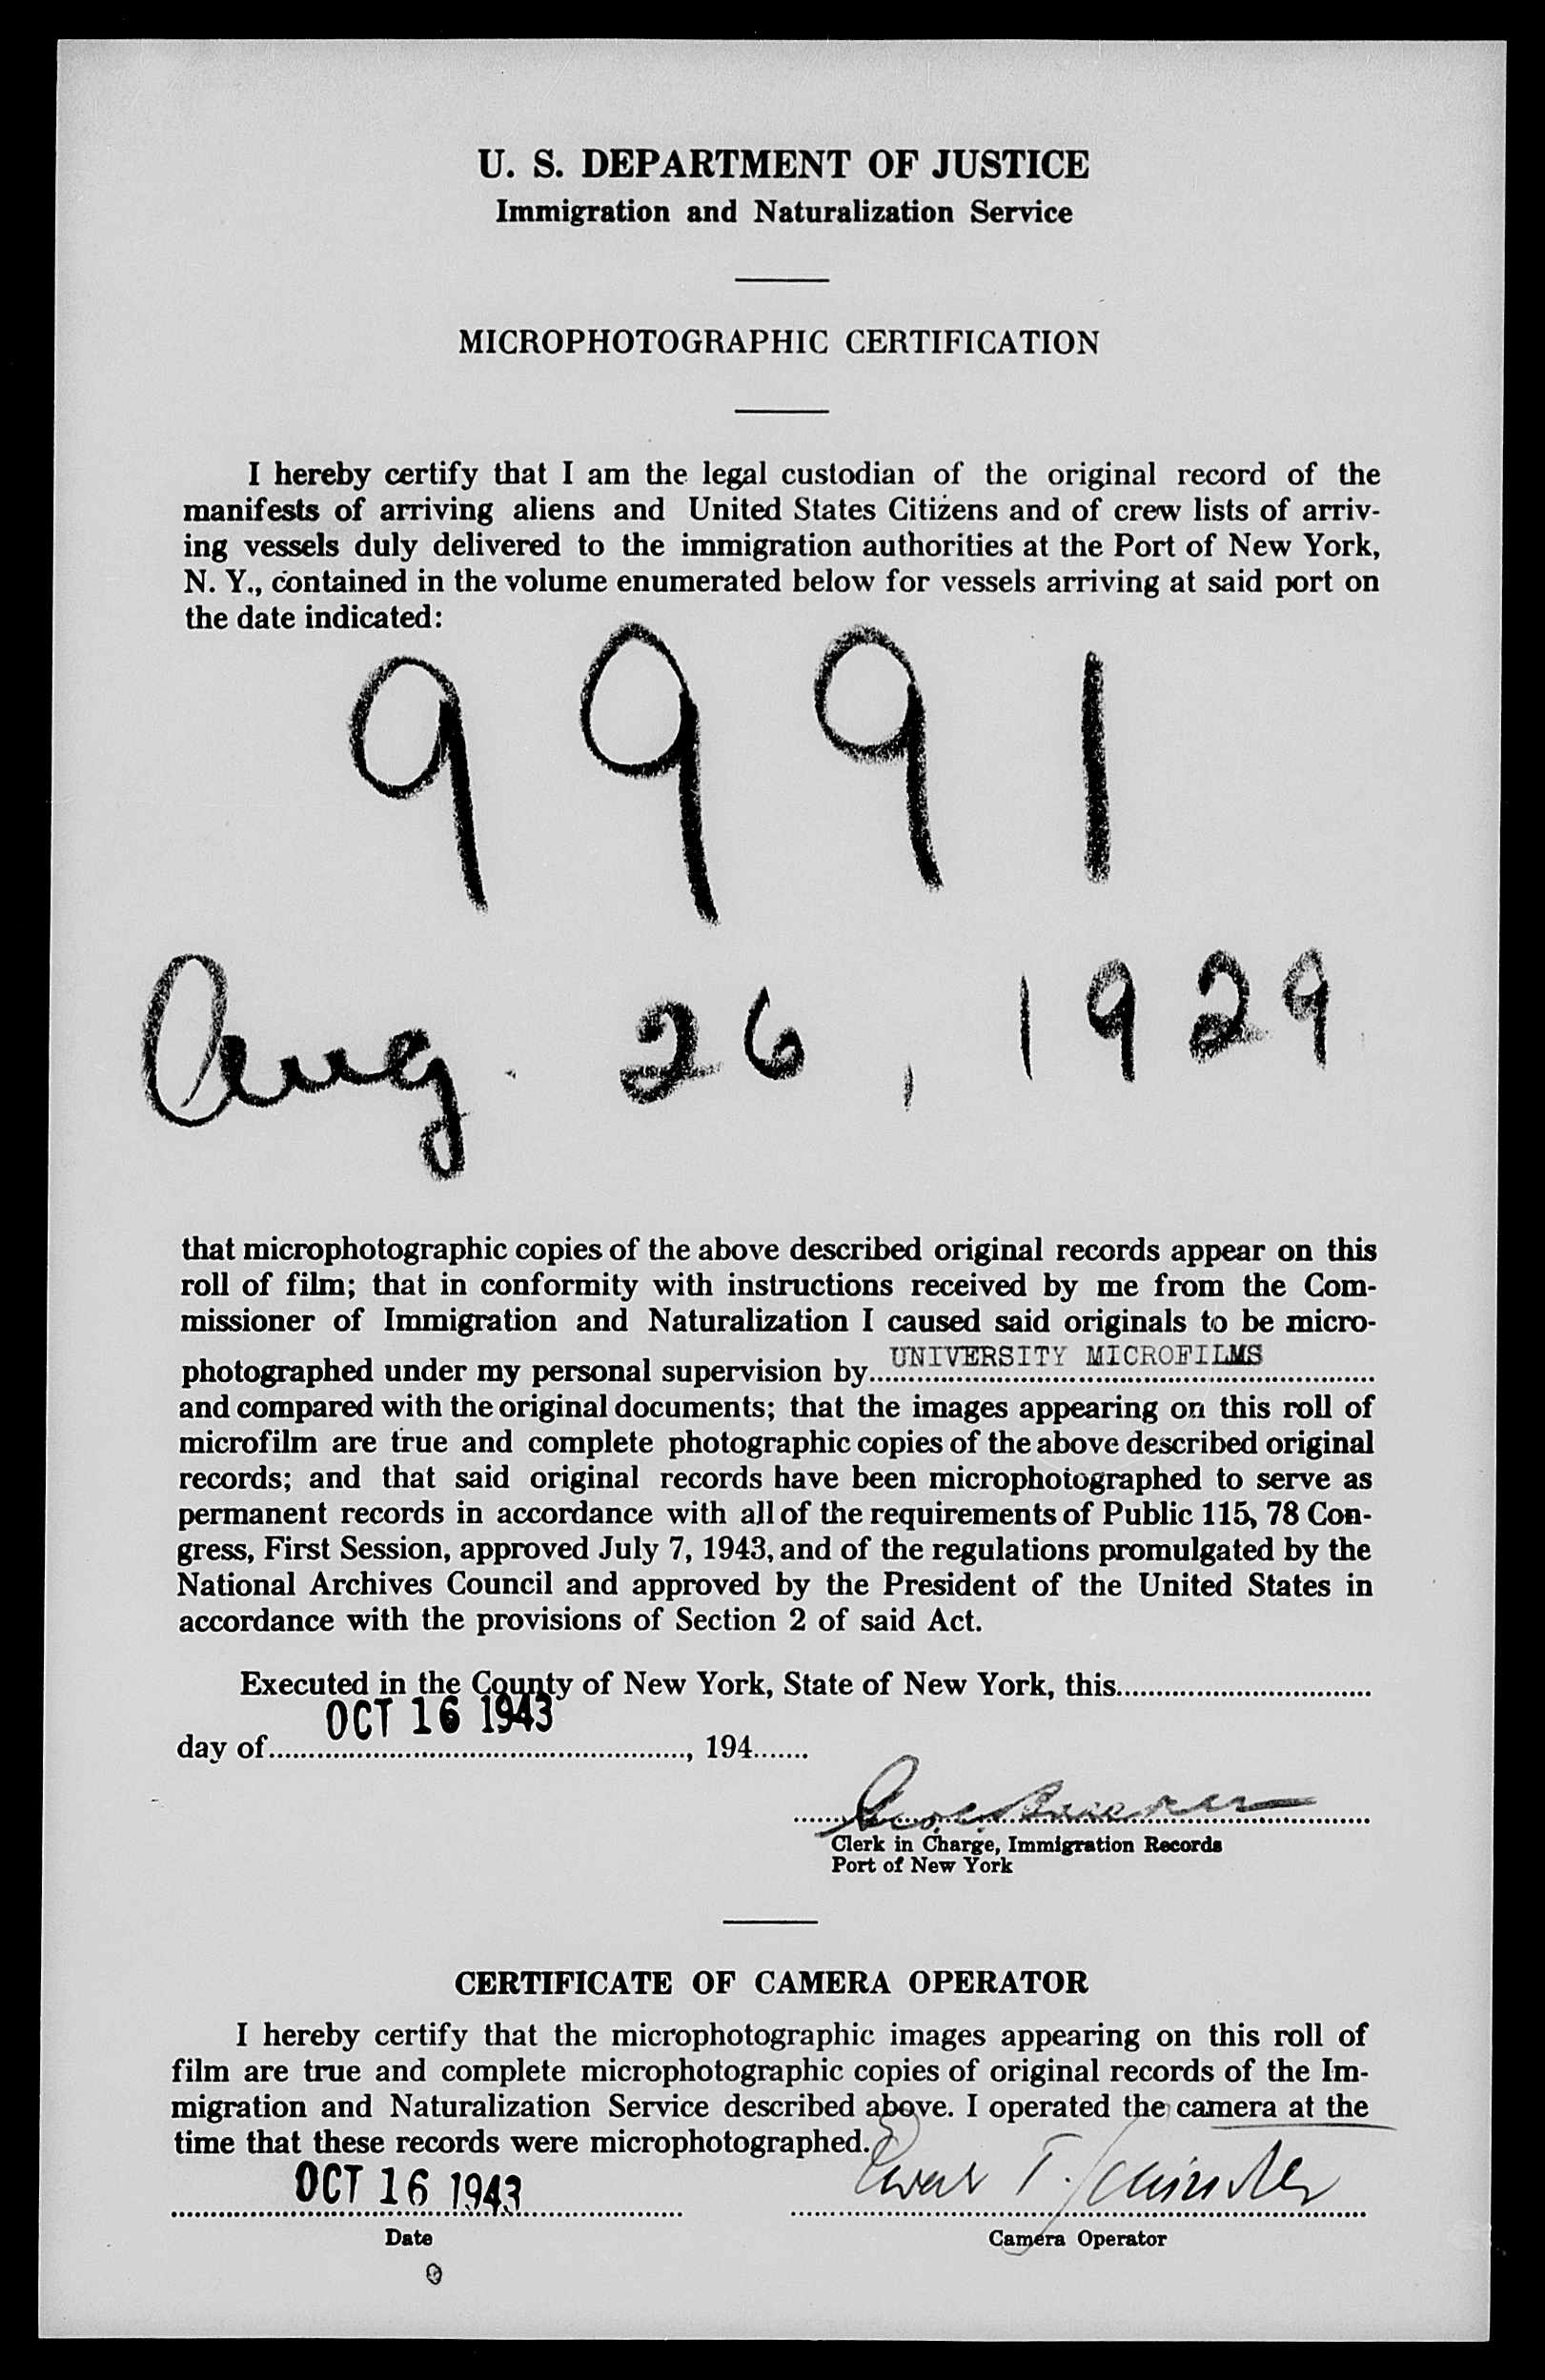 U. S. DEPARTMENT OF JUSTICE
Immigration and Naturalization Service
MICROPHOTOGRAPHIC CERTIFICATION
I hereby certify that I am the legal custodian of the original record of the
manifests of arriving aliens and United States Citizens and of crew lists of arriv-
ing vessels duly delivered to the immigration authorities at the Port of New York,
N. Y., contained in the volume enumerated below for vessels arriving at said port on
the date indicated:
9991
Aug. 26, 1929
that microphotographic copies of the above described original records appear on this
roll of film; that in conformity with instructions received by me from the Com-
missioner of Immigration and Naturalization I caused said originals to be micro-
photographed under my personal supervision by UNIVERSITY MICROFILMS
and compared with the original documents; that the images appearing on this roll of
microfilm are true and complete photographic copies of the above described original
records; and that said original records have been microphotographed to serve as
permanent records in accordance with all of the requirements of Public 115, 78 Con-
gress, First Session, approved July 7, 1943, and of the regulations promulgated by the
National Archives Council and approved by the President of the United States in
accordance with the provisions of Section 2 of said Act.
Executed in the County of New York, State of New York, this
OCT 16 1943
day of , 194
Clerk in Charge, Immigration Records
Port of New York
CERTIFICATE OF CAMERA OPERATOR
I hereby certify that the microphotographic images appearing on this roll of
film are true and complete microphotographic copies of original records of the Im-
migration and Naturalization Service described above. I operated the camera at the
time that these records were microphotographed.
OCT 16 1943
Date
Camera Operator